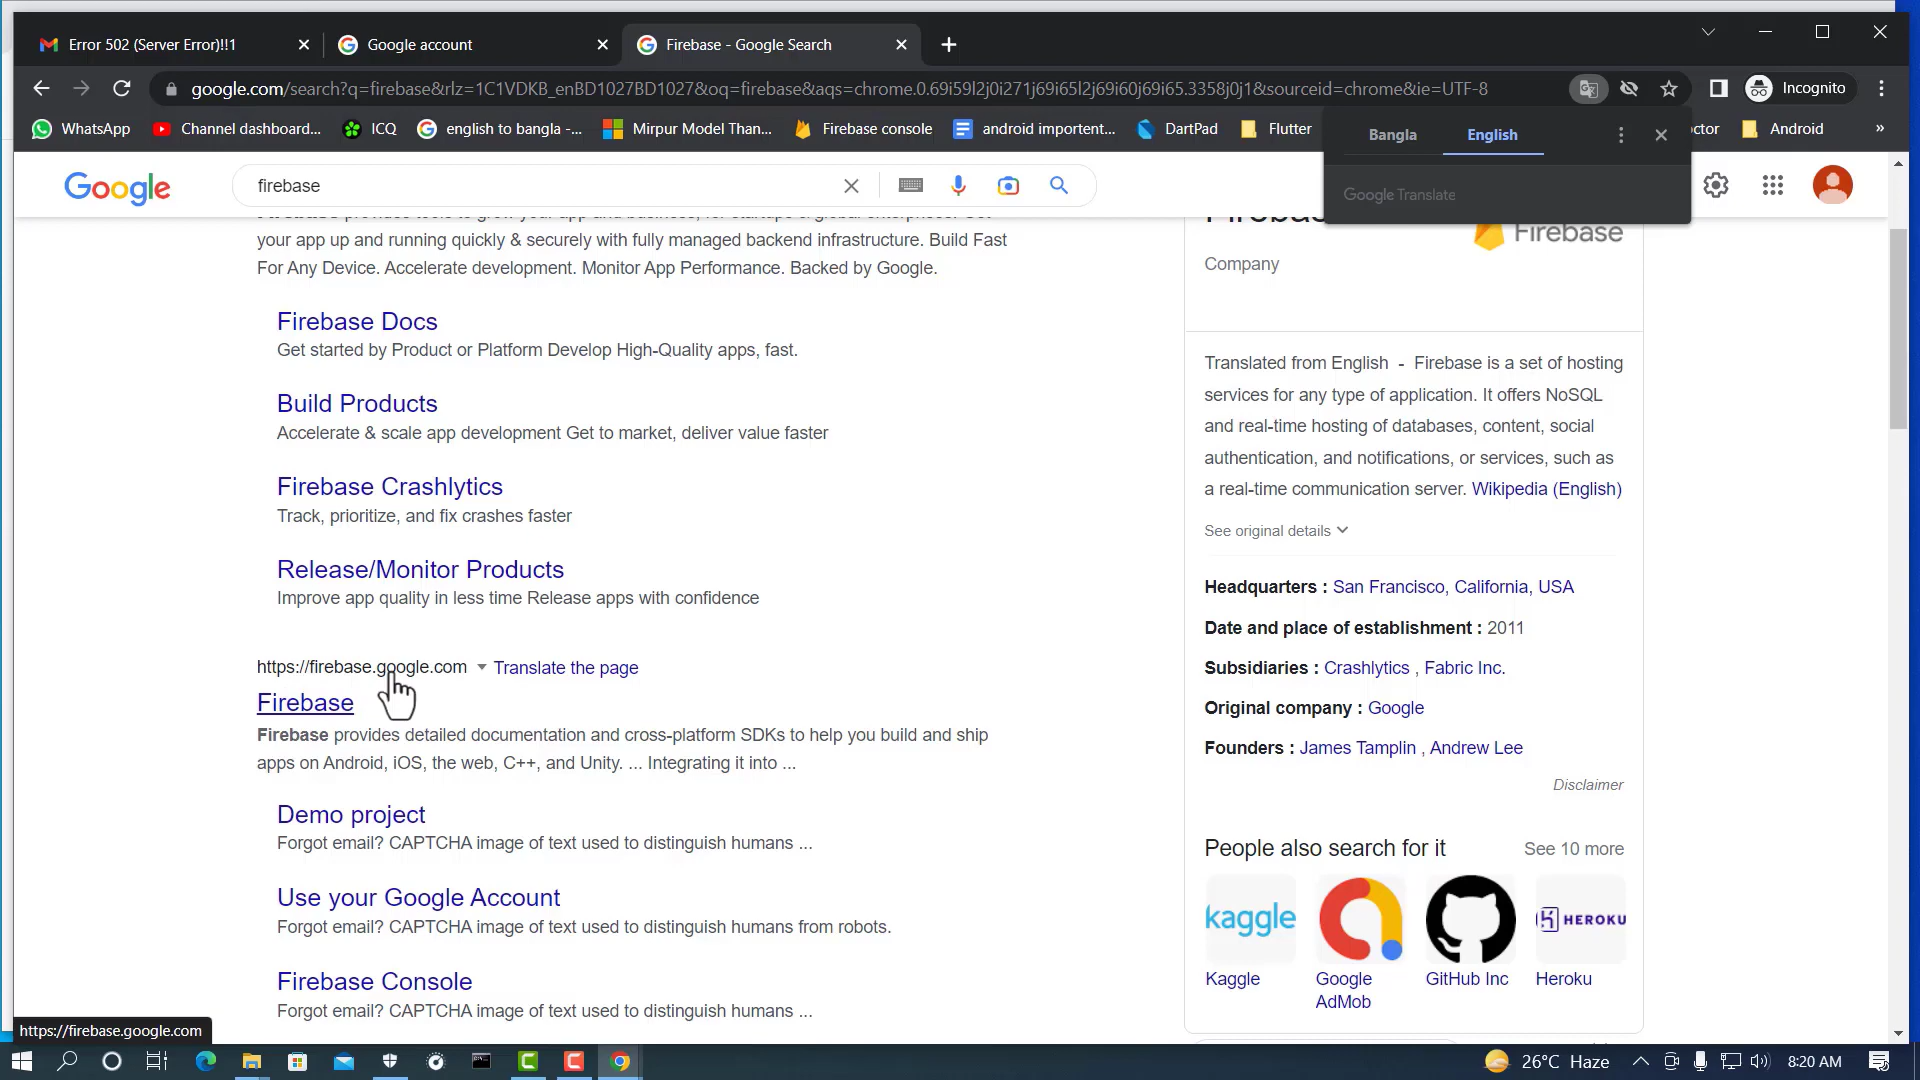 Error 502 (Server Error)!!1
Google account
Firebase - Google Search
google.com/search?q=firebase&rlz=1C1VDKB_enBD1027BD1027&oq=firebase&aqs=chrome.0.69i59l2j0i271j69i65l2j69i60j69i65.3358j0j1&sourceid=chrome&ie=UTF-8
Incognito
WhatsApp
Channel dashboard...
ICQ
english to bangla -...
Mirpur Model Than...
Firebase console
android importent...
DartPad
Flutter
ctor
Android
»
Bangla
English
Google Translate
Google
firebase
your app up and running quickly & securely with fully managed backend infrastructure. Build Fast
For Any Device. Accelerate development. Monitor App Performance. Backed by Google.
Firebase Docs
Get started by Product or Platform Develop High-Quality apps, fast.
Build Products
Accelerate & scale app development Get to market, deliver value faster
Firebase Crashlytics
Track, prioritize, and fix crashes faster
Release/Monitor Products
Improve app quality in less time Release apps with confidence
https://firebase.google.com Translate the page
Firebase
Firebase provides detailed documentation and cross-platform SDKs to help you build and ship
apps on Android, iOS, the web, C++, and Unity. ... Integrating it into ...
Demo project
Forgot email? CAPTCHA image of text used to distinguish humans ...
Use your Google Account
Forgot email? CAPTCHA image of text used to distinguish humans from robots.
Firebase Console
Forgot email? CAPTCHA image of text used to distinguish humans ...
Firebase
Company
Translated from English - Firebase is a set of hosting
services for any type of application. It offers NoSQL
and real-time hosting of databases, content, social
authentication, and notifications, or services, such as
a real-time communication server. Wikipedia (English)
See original details
Headquarters : San Francisco, California, USA
Date and place of establishment : 2011
Subsidiaries : Crashlytics , Fabric Inc.
Original company : Google
Founders : James Tamplin , Andrew Lee
Disclaimer
People also search for it
See 10 more
kaggle
HEROKU
Kaggle
Google
AdMob
GitHub Inc
Heroku
https://firebase.google.com
26°C Haze
8:20 AM